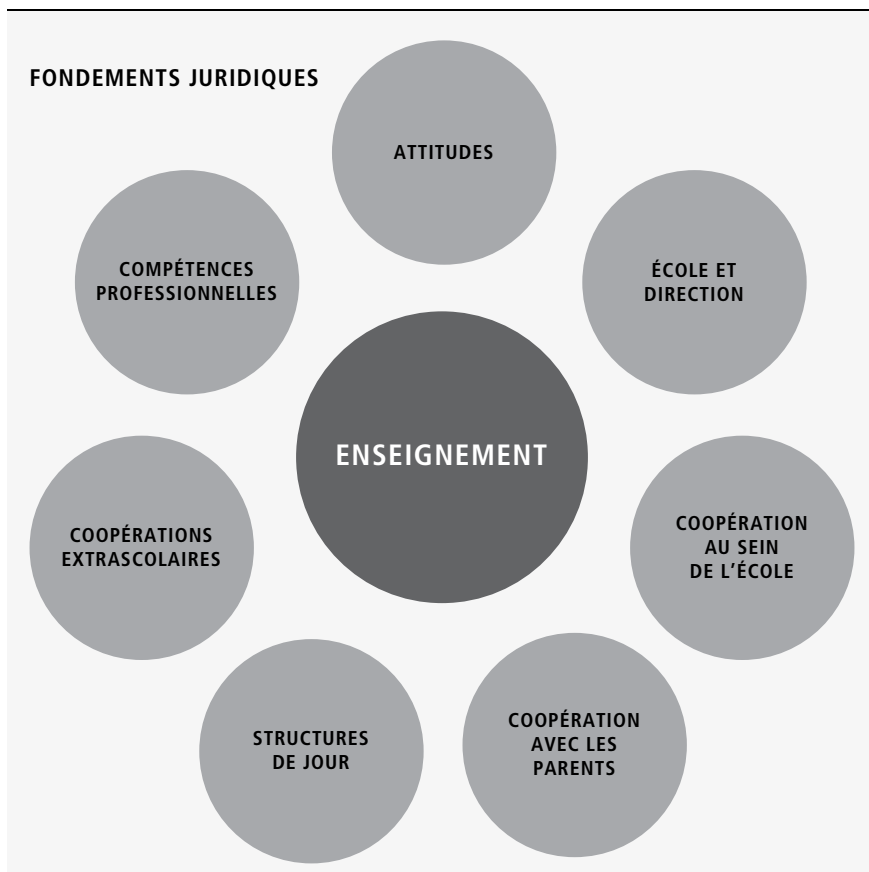 FONDEMENTS JURIDIQUES
ATTITUDES
COMPÉTENCES
PROFESSIONNELLES
ÉCOLE ET
DIRECTION
ENSEIGNEMENT
COOPÉRATIONS
EXTRASCOLAIRES
COOPÉRATION
AU SEIN
DE L’ÉCOLE
STRUCTURES
DE JOUR
COOPÉRATION
AVEC LES
PARENTS